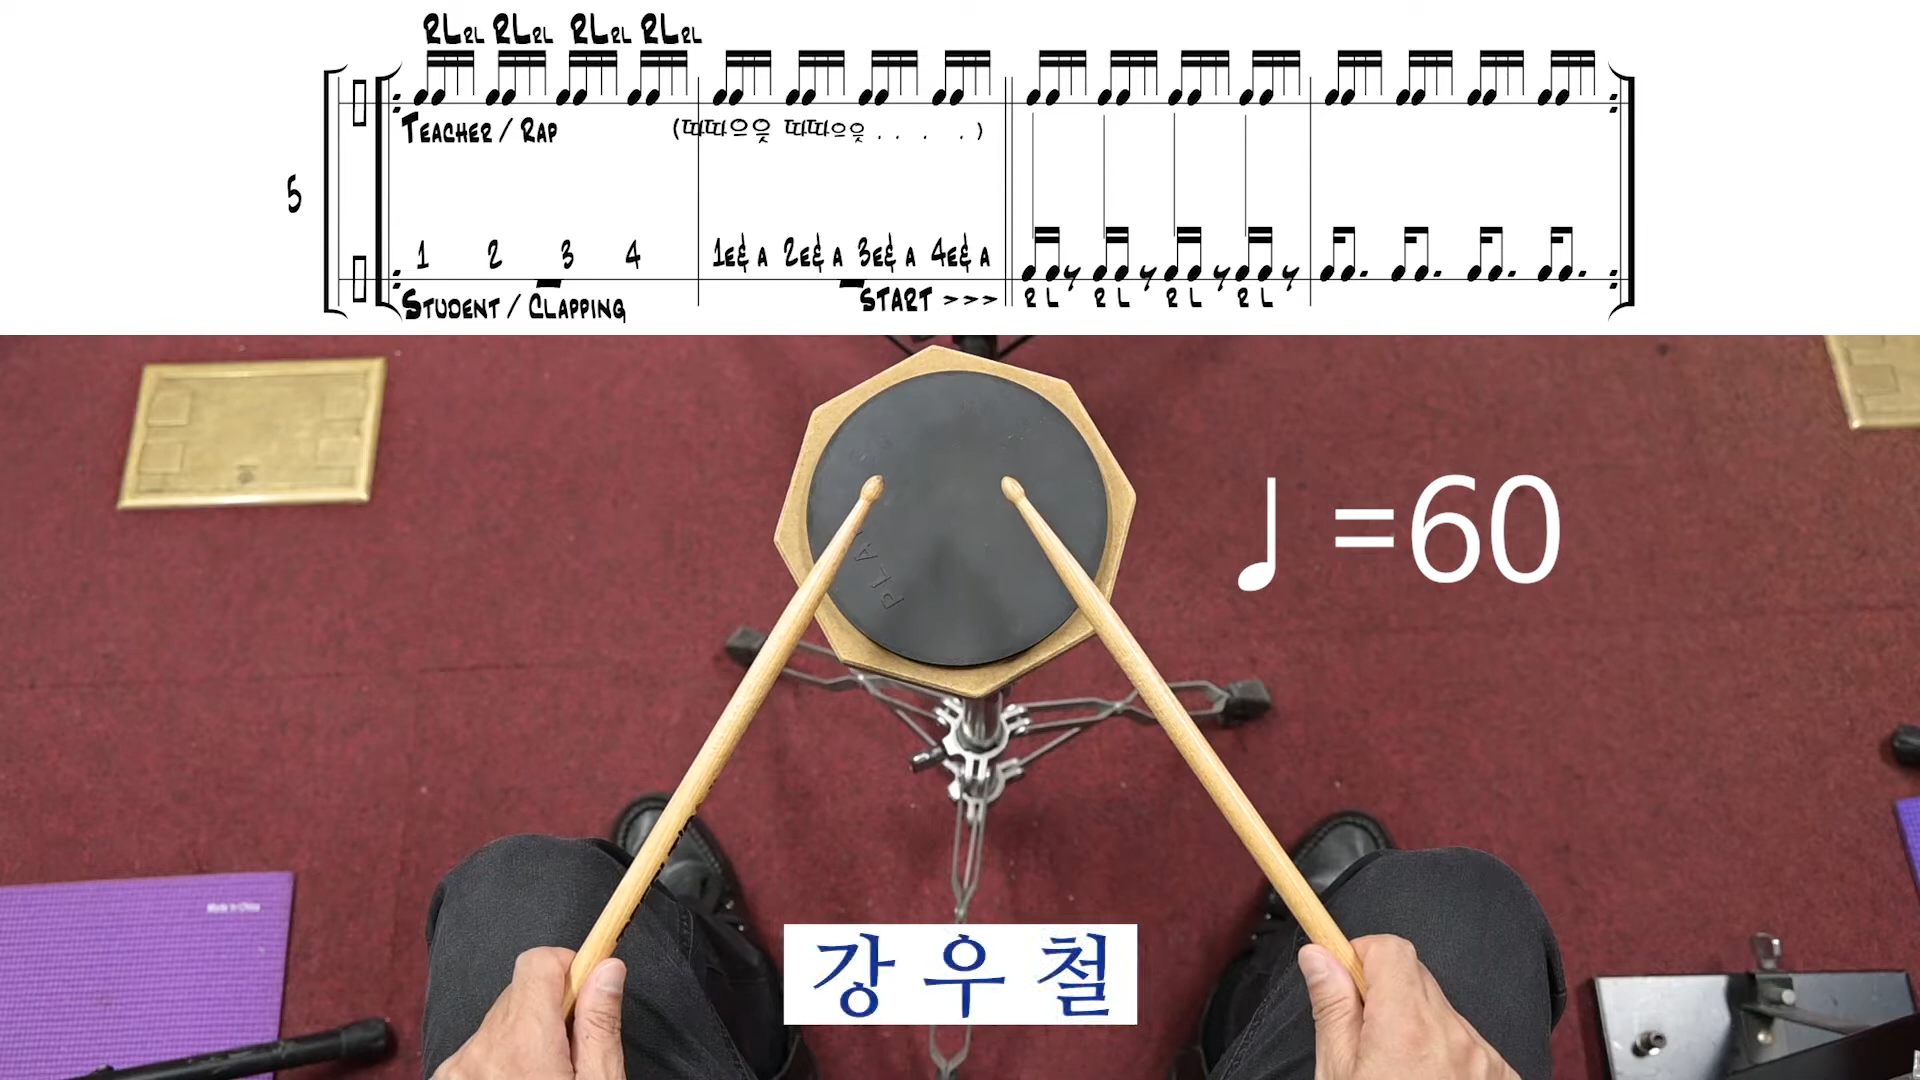 RLRL RLRL RLRL RLRL
TEACHER / RAP (따따으읏 따따으읏 . . . .)
5
1 2 3 4 1E& A 2E& A 3E& A 4E& A
STUDENT / CLAPPING START >>> R L R L R L R L
♩=60
PLA
강우철